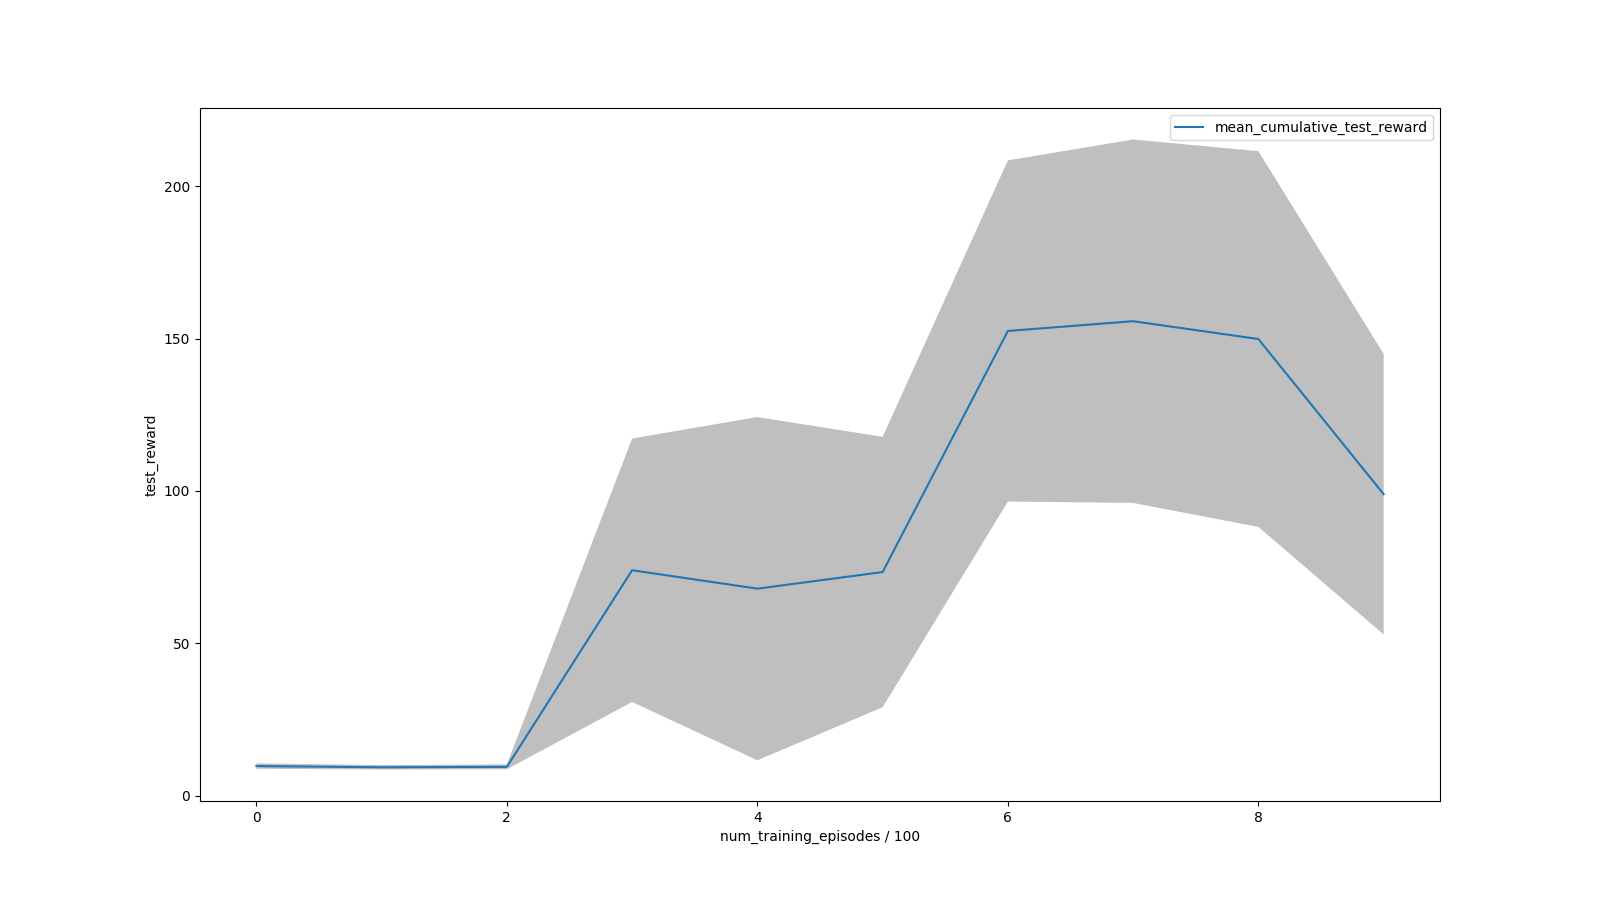 mean_cumulative_test_reward
200
150
100
50
0
test_reward
0 2 4 6 8
num_training_episodes / 100